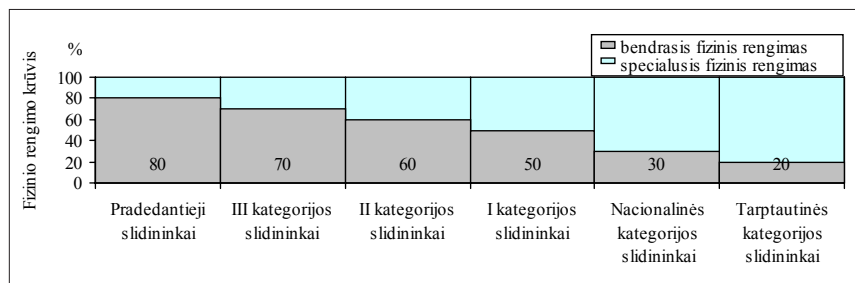 %
bendrasis fizinis rengimas
specialusis fizinis rengimas
Fizinio rengimo krūvis
100
80
60
40
20
0
80
70
60
50
30
20
Pradedantieji
slidininkai
III kategorijos
slidininkai
II kategorijos
slidininkai
I kategorijos
slidininkai
Nacionalinės
kategorijos
slidininkai
Tarptautinės
kategorijos
slidininkai